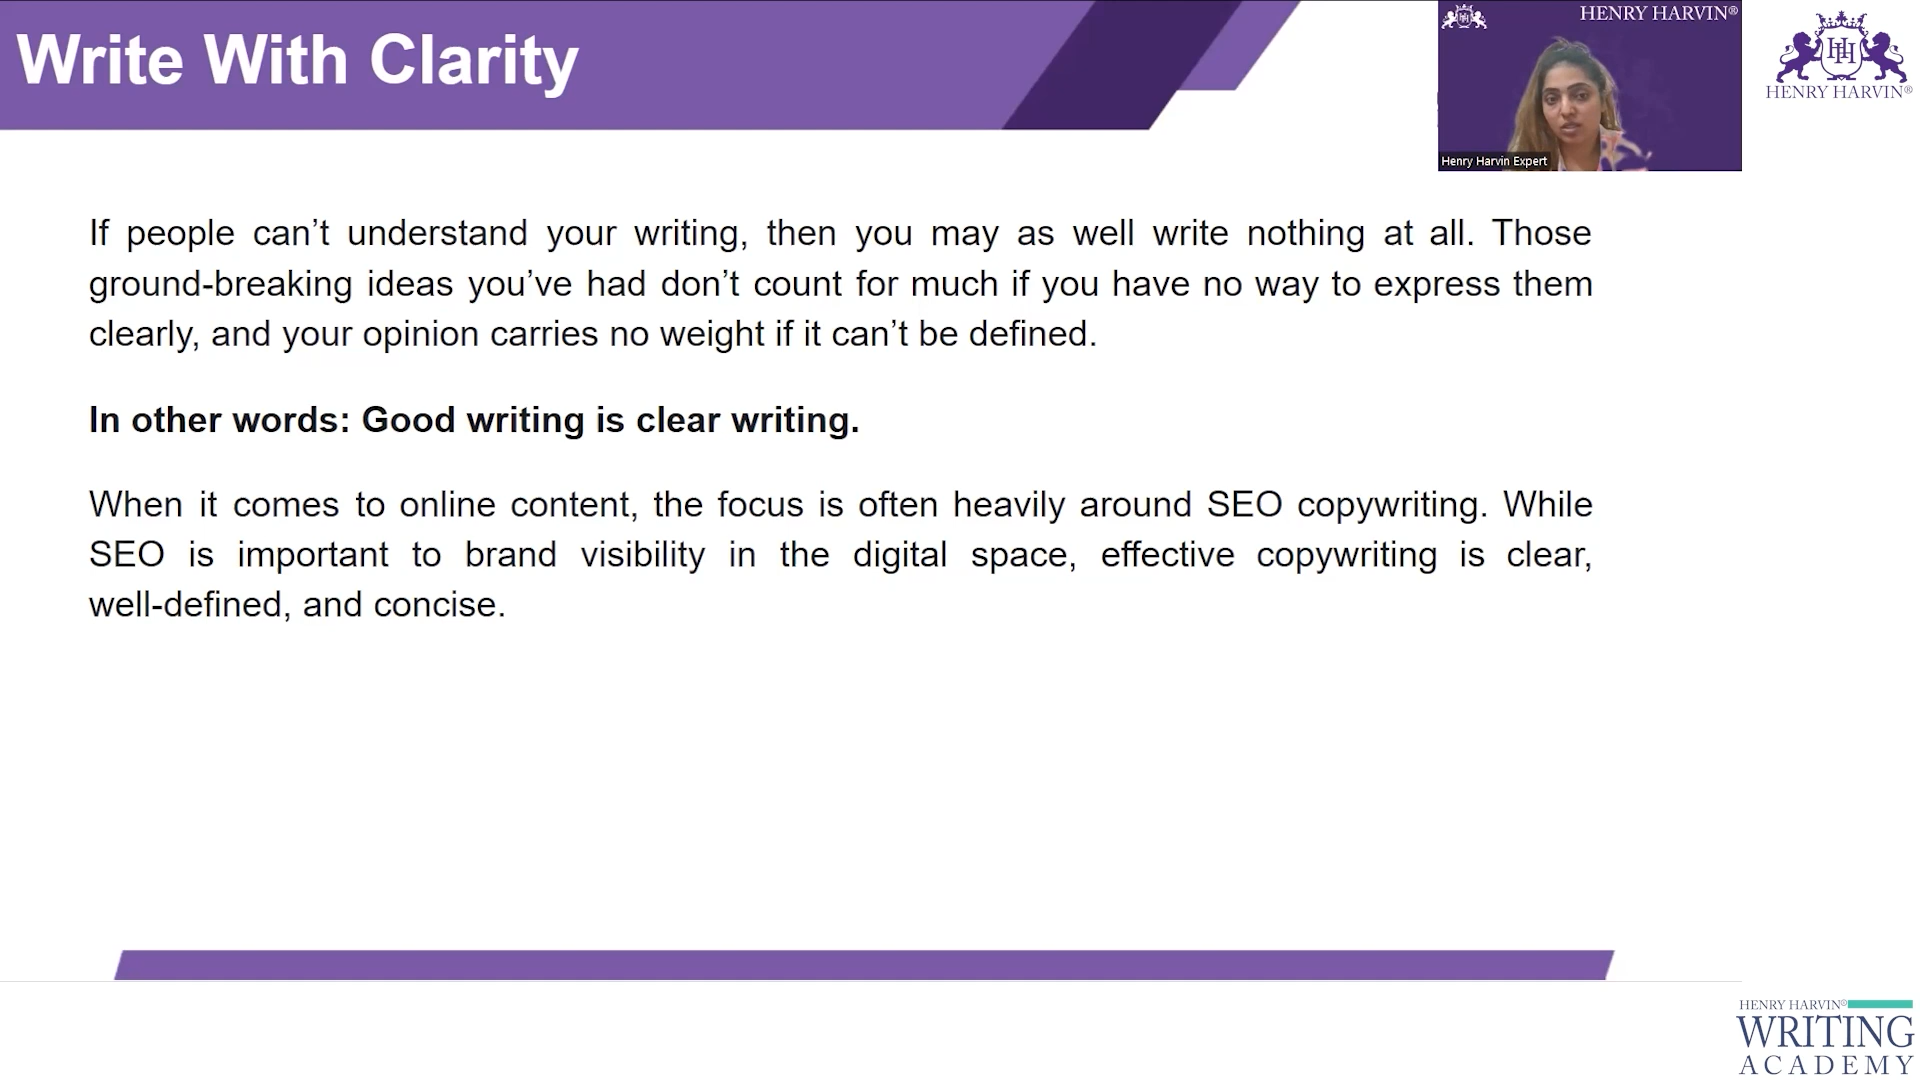 Write With Clarity
HENRY HARVIN®
Henry Harvin Expert
HENRY HARVIN®
If people can’t understand your writing, then you may as well write nothing at all. Those
ground-breaking ideas you’ve had don’t count for much if you have no way to express them
clearly, and your opinion carries no weight if it can’t be defined.
In other words: Good writing is clear writing.
When it comes to online content, the focus is often heavily around SEO copywriting. While
SEO is important to brand visibility in the digital space, effective copywriting is clear,
well-defined, and concise.
HENRY HARVIN®
WRITING
ACADEMY